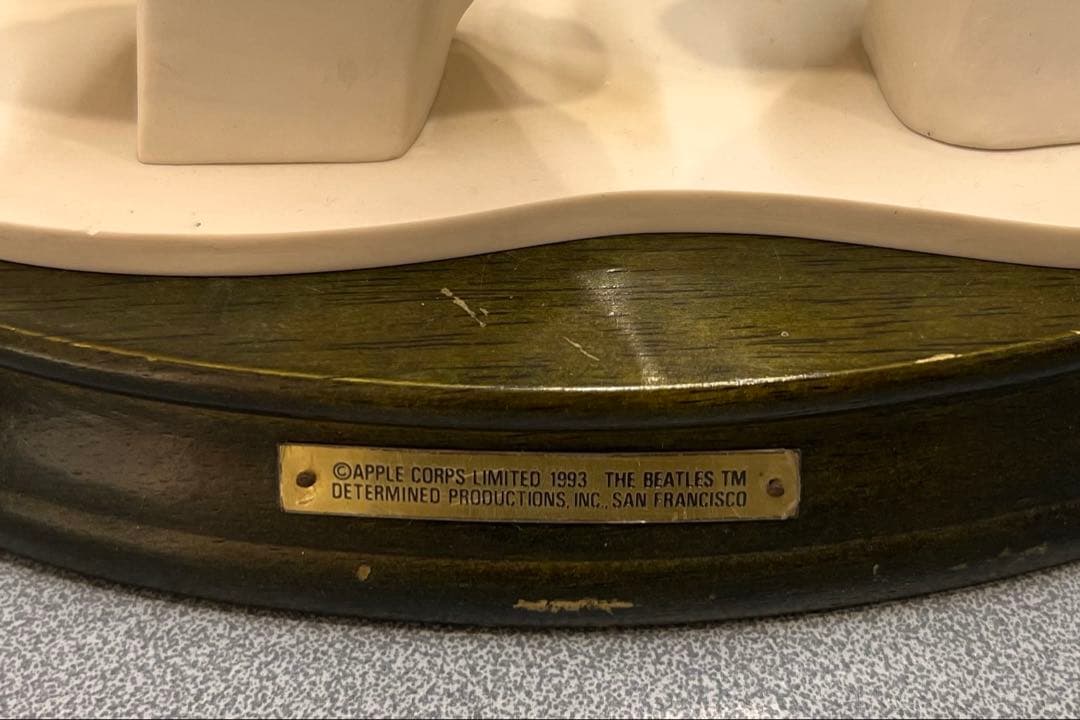 ©APPLE CORPS LIMITED 1993 THE BEATLES TM
DETERMINED PRODUCTIONS, INC., SAN FRANCISCO